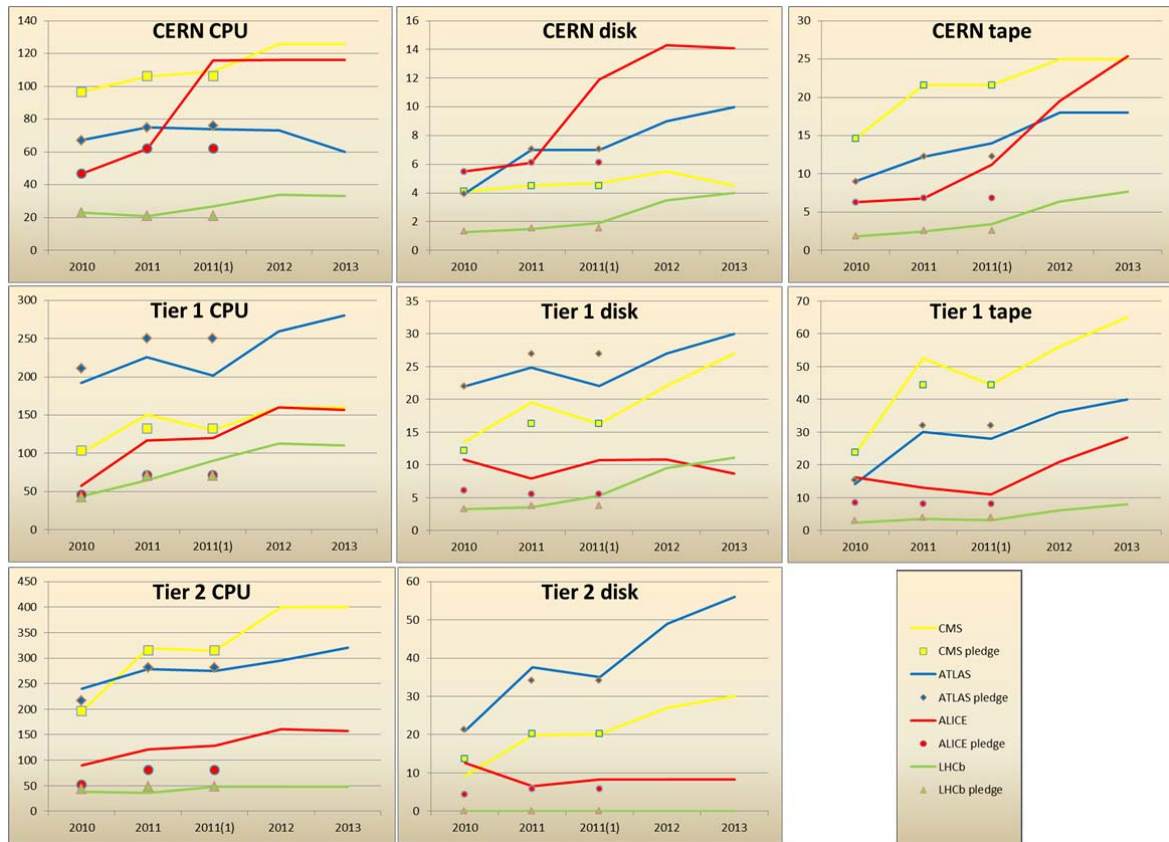 CERN CPU
140
120
100
80
60
40
20
0
2010 2011 2011(1) 2012 2013
CERN disk
16
14
12
10
8
6
4
2
0
2010 2011 2011(1) 2012 2013
CERN tape
30
25
20
15
10
5
0
2010 2011 2011(1) 2012 2013
Tier 1 CPU
300
250
200
150
100
50
0
2010 2011 2011(1) 2012 2013
Tier 1 disk
35
30
25
20
15
10
5
0
2010 2011 2011(1) 2012 2013
Tier 1 tape
70
60
50
40
30
20
10
0
2010 2011 2011(1) 2012 2013
Tier 2 CPU
450
400
350
300
250
200
150
100
50
0
2010 2011 2011(1) 2012 2013
Tier 2 disk
60
50
40
30
20
10
0
2010 2011 2011(1) 2012 2013
CMS
CMS pledge
ATLAS
ATLAS pledge
ALICE
ALICE pledge
LHCb
LHCb pledge